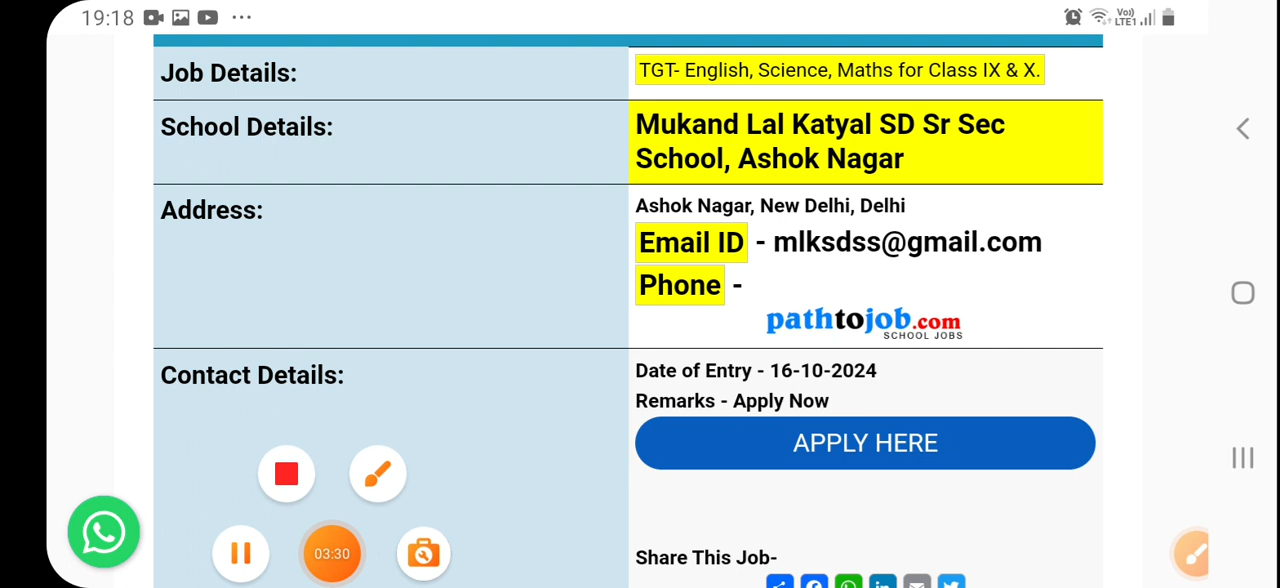 19:18
Vo)
LTE1
Job Details:
TGT- English, Science, Maths for Class IX & X.
School Details:
Mukand Lal Katyal SD Sr Sec
School, Ashok Nagar
Address:
Ashok Nagar, New Delhi, Delhi
Email ID - mlksdss@gmail.com
Phone -
pathtojob.com
SCHOOL JOBS
Contact Details:
Date of Entry - 16-10-2024
Remarks - Apply Now
APPLY HERE
03:30
Share This Job-